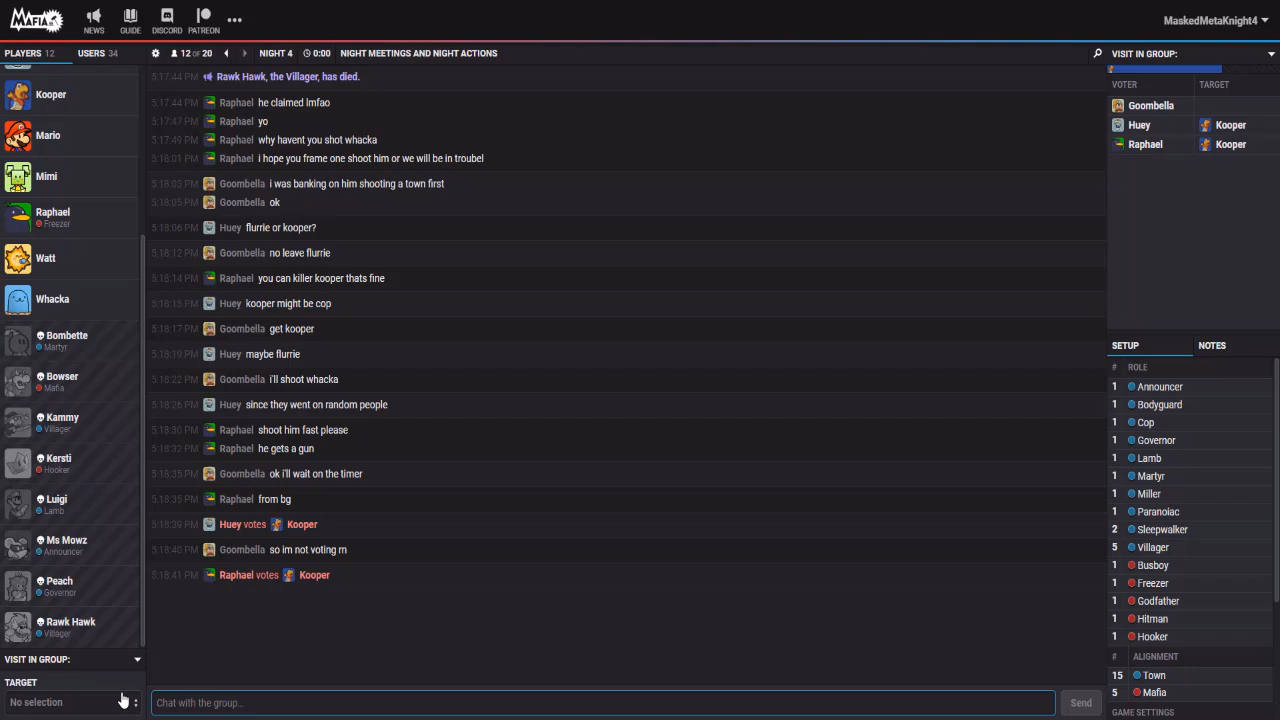 MAFIA
NEWS
GUIDE
DISCORD
PATREON
MaskedMetaKnight4
PLAYERS 12
USERS 34
12 OF 20
NIGHT 4
0:00
NIGHT MEETINGS AND NIGHT ACTIONS
VISIT IN GROUP:
Kooper
Mario
Mimi
Raphael
Freezer
Watt
Whacka
Bombette
Martyr
Bowser
Mafia
Kammy
Villager
Kersti
Hooker
Luigi
Lamb
Ms Mowz
Announcer
Peach
Governor
Rawk Hawk
Villager
VISIT IN GROUP:
TARGET
No selection
5:17:44 PM Rawk Hawk, the Villager, has died.
5:17:44 PM Raphael he claimed lmfao
5:17:47 PM Raphael yo
5:17:49 PM Raphael why havent you shot whacka
5:18:01 PM Raphael i hope you frame one shoot him or we will be in troubel
5:18:03 PM Goombella i was banking on him shooting a town first
5:18:05 PM Goombella ok
5:18:06 PM Huey flurrie or kooper?
5:18:12 PM Goombella no leave flurrie
5:18:14 PM Raphael you can killer kooper thats fine
5:18:15 PM Huey kooper might be cop
5:18:17 PM Goombella get kooper
5:18:19 PM Huey maybe flurrie
5:18:22 PM Goombella i'll shoot whacka
5:18:26 PM Huey since they went on random people
5:18:30 PM Raphael shoot him fast please
5:18:32 PM Raphael he gets a gun
5:18:35 PM Goombella ok i'll wait on the timer
5:18:35 PM Raphael from bg
5:18:39 PM Huey votes Kooper
5:18:40 PM Goombella so im not voting rn
5:18:41 PM Raphael votes Kooper
Chat with the group...
Send
VOTER TARGET
Goombella
Huey Kooper
Raphael Kooper
SETUP
NOTES
# ROLE
1 Announcer
1 Bodyguard
1 Cop
1 Governor
1 Lamb
1 Martyr
1 Miller
1 Paranoiac
2 Sleepwalker
5 Villager
1 Busboy
1 Freezer
1 Godfather
1 Hitman
1 Hooker
# ALIGNMENT
15 Town
5 Mafia
GAME SETTINGS